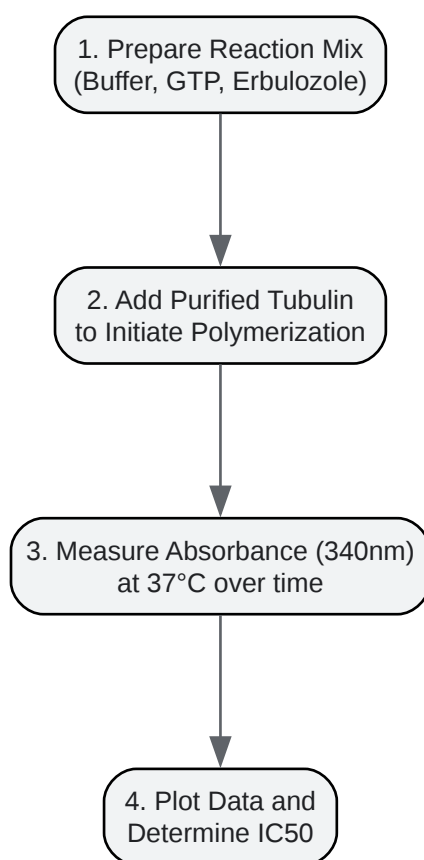 1. Prepare Reaction Mix
(Buffer, GTP, Erbulozole)
2. Add Purified Tubulin
to Initiate Polymerization
3. Measure Absorbance (340nm)
at 37°C over time
4. Plot Data and
Determine IC50